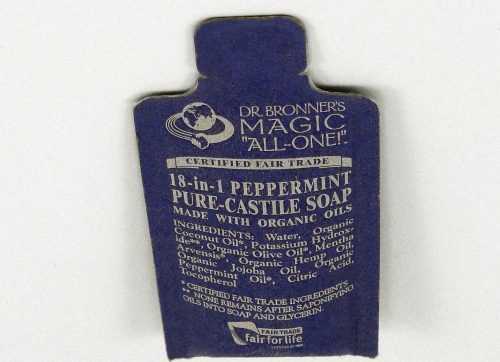 DR. BRONNER'S
MAGIC
"ALL-ONE!"
CERTIFIED FAIR TRADE
18-in-1 PEPPERMINT
PURE-CASTILE SOAP
MADE WITH ORGANIC OILS
INGREDIENTS: Water, Organic
Coconut Oil*, Potassium Hydrox-
ide**, Organic Olive Oil*, Mentha
Arvensis*, Organic Hemp Oil,
Organic Jojoba Oil, Organic
Peppermint Oil*, Citric Acid,
Tocopherol
* CERTIFIED FAIR TRADE INGREDIENTS
** NONE REMAINS AFTER SAPONIFYING
OILS INTO SOAP AND GLYCERIN.
FAIR TRADE
fair for life